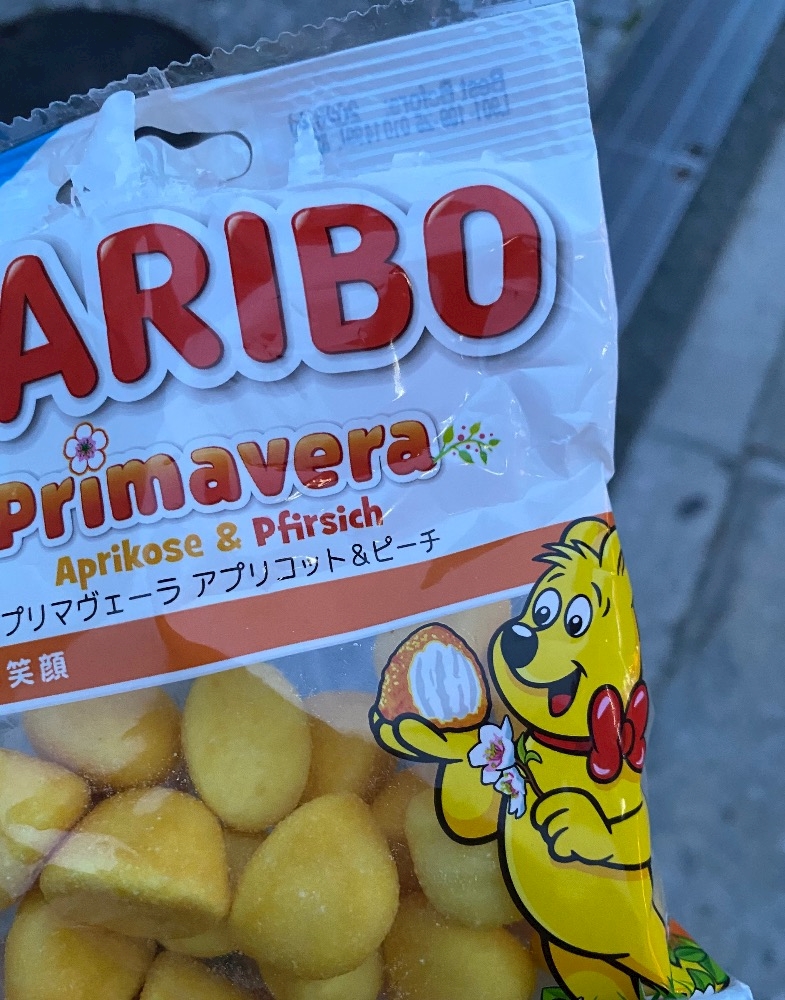 ARIBO
Primavera
Aprikose & Pfirsich
プリマヴェーラ アプリコット&ピーチ
笑顔